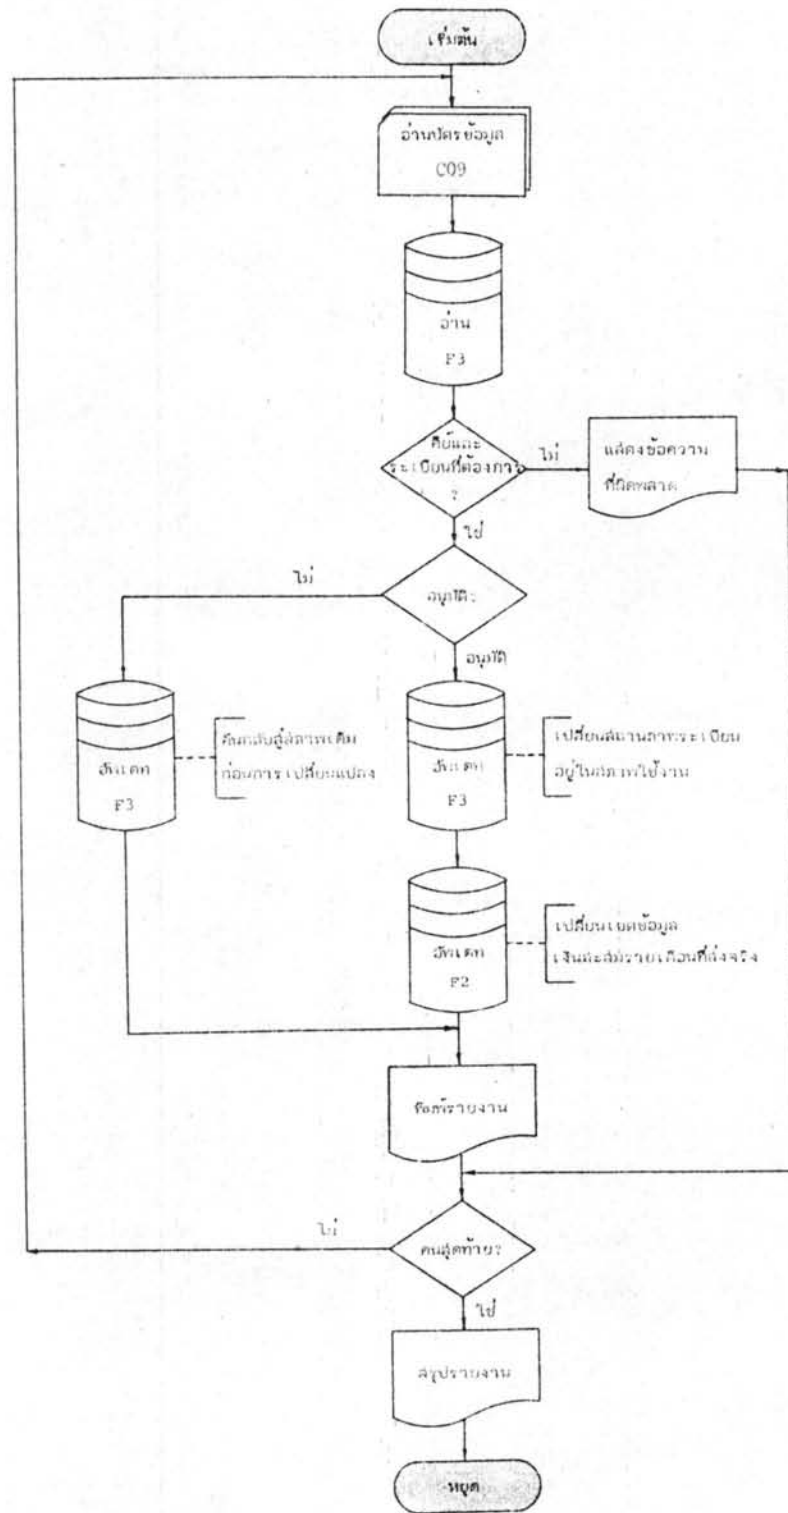 เริ่มต้น
อ่านบัตรข้อมูล
C09
อ่าน
F3
คีย์และ
ระเบียนที่ต้องการ
?
ไม่
แสดงข้อความ
ที่ผิดพลาด
ใช่
ไม่
อนุมัติ?
อนุมัติ
อัพเดท
F3
คืนกลับสู่สภาพเดิม
ก่อนการเปลี่ยนแปลง
อัพเดท
F3
เปลี่ยนสถานภาพระเบียน
อยู่ในสภาพใช้งาน
อัพเดท
F2
เปลี่ยนเขตข้อมูล
เงินสะสมรายเดือนที่ส่งจริง
พิมพ์รายงาน
ไม่
คนสุดท้าย?
ใช่
สรุปรายงาน
หยุด